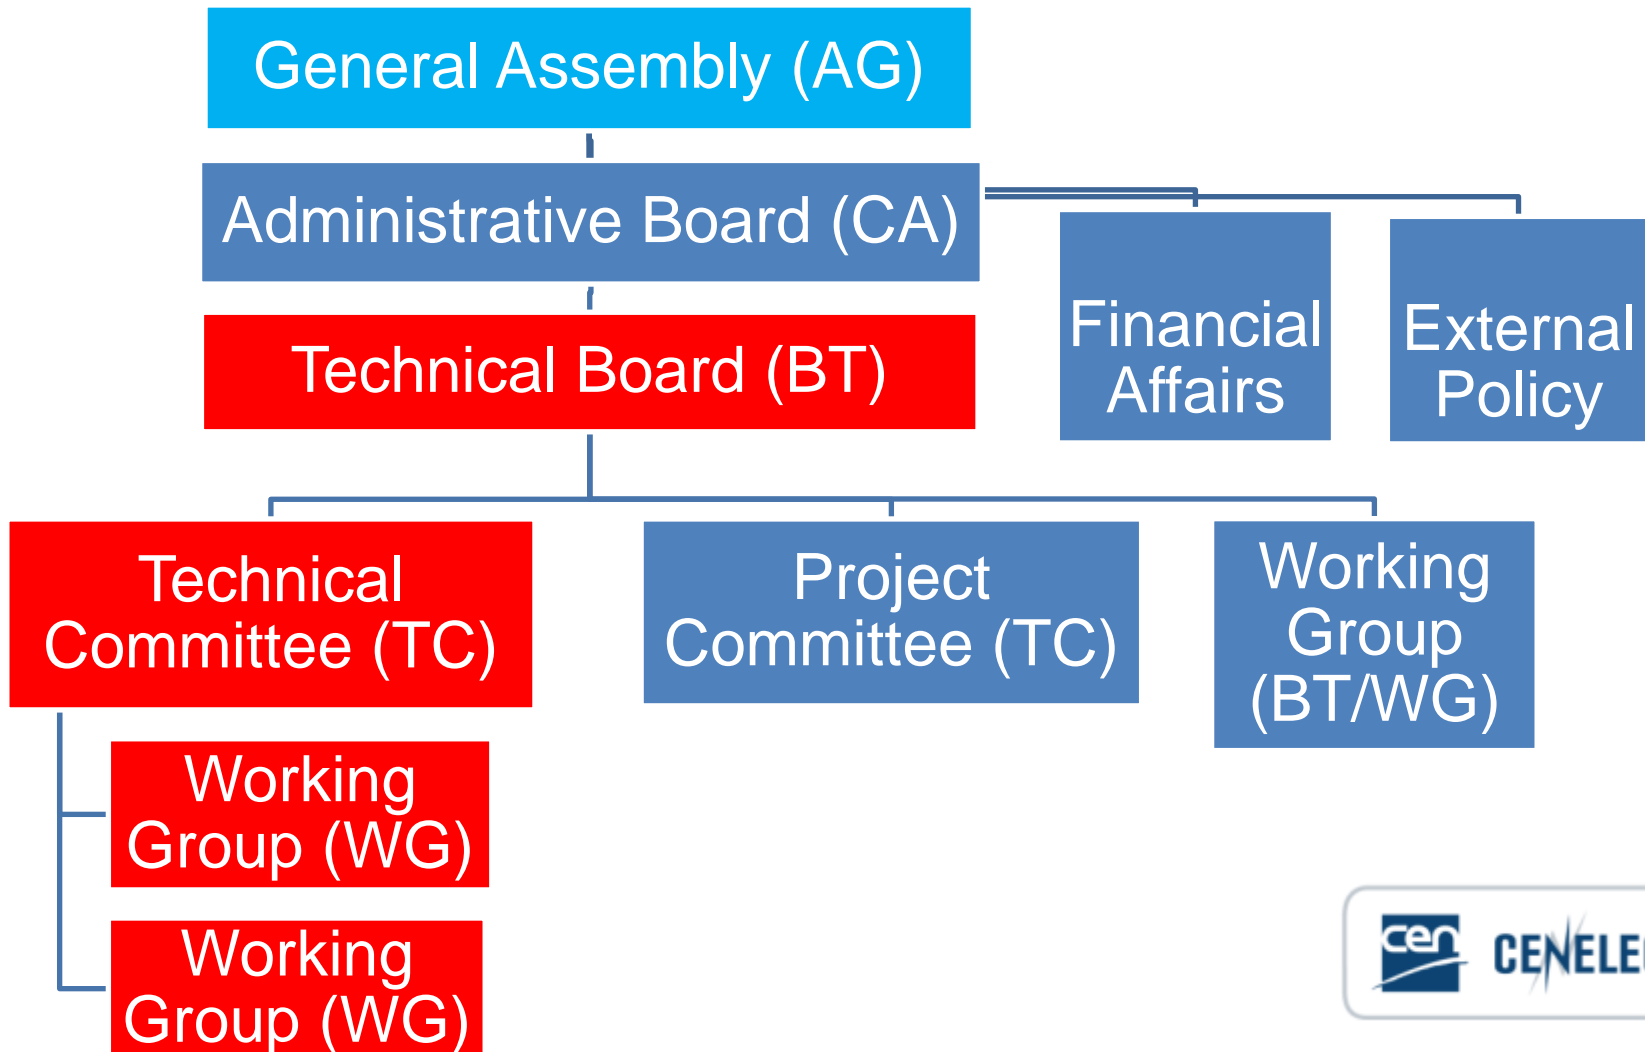 General Assembly (AG)
Administrative Board (CA)
Technical Board (BT)
Financial
Affairs
External
Policy
Technical
Committee (TC)
Project
Committee (TC)
Working
Group
(BT/WG)
Working
Group (WG)
Working
Group (WG)
cen
CENELEC